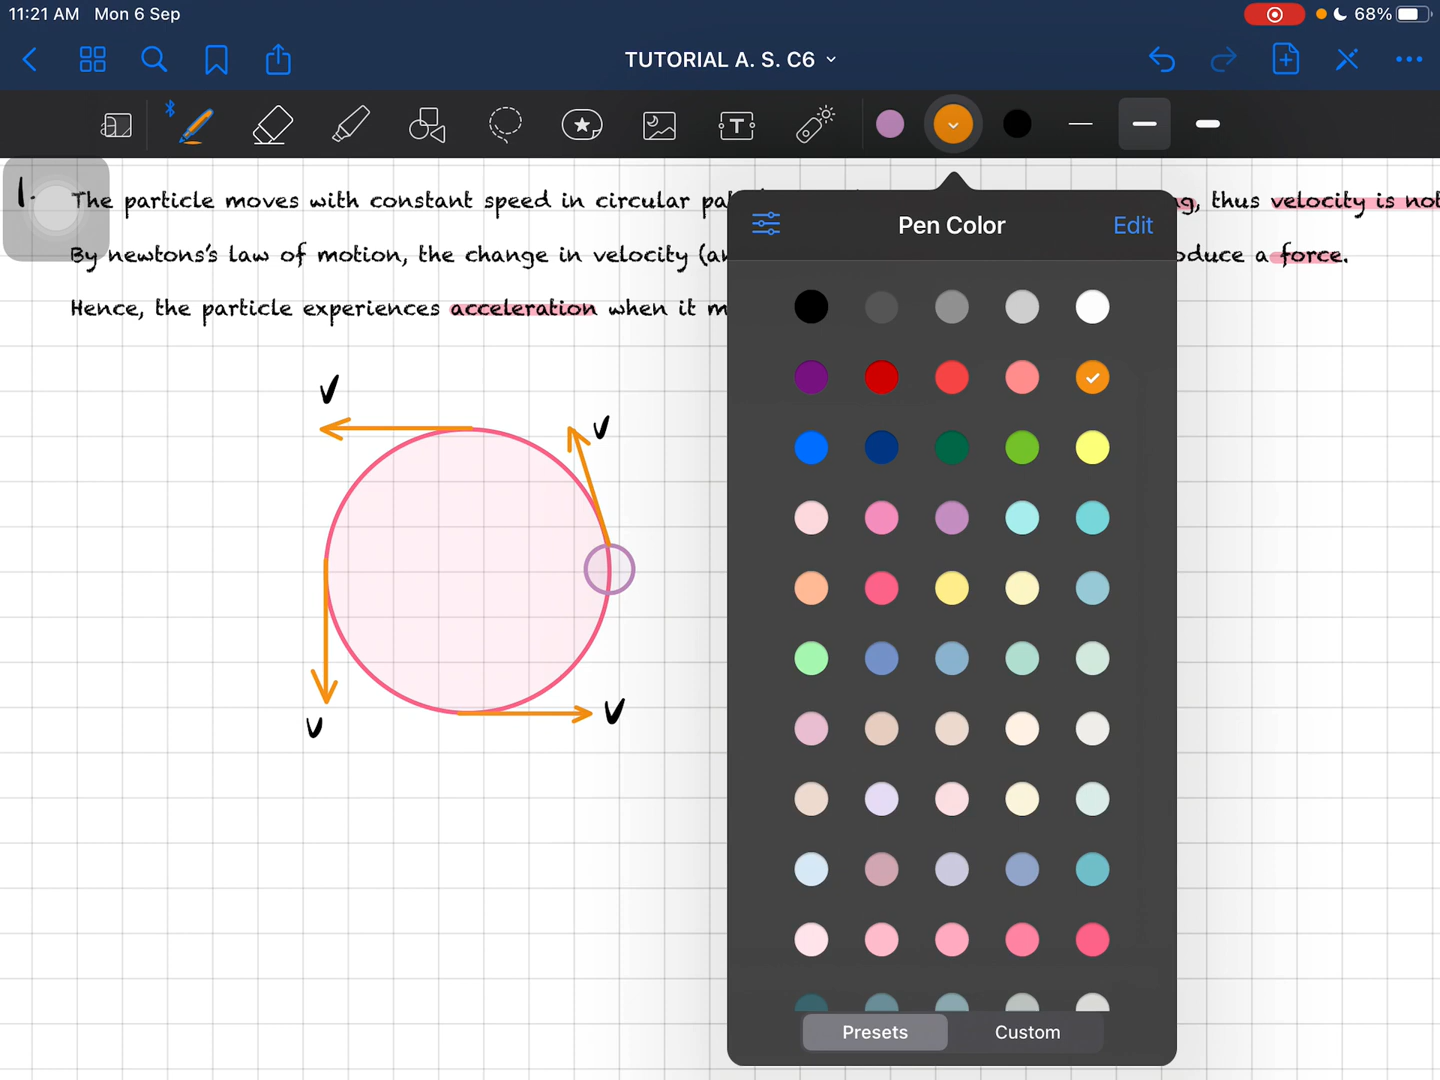 11:21 AM Mon 6 Sep 68%
TUTORIAL A. S. C6
T
1. The particle moves with constant speed in circular pa g, thus velocity is not
By newtons's law of motion, the change in velocity (a oduce a force.
Hence, the particle experiences acceleration when it m
Pen Color
Edit
v
v
v
v
Presets
Custom